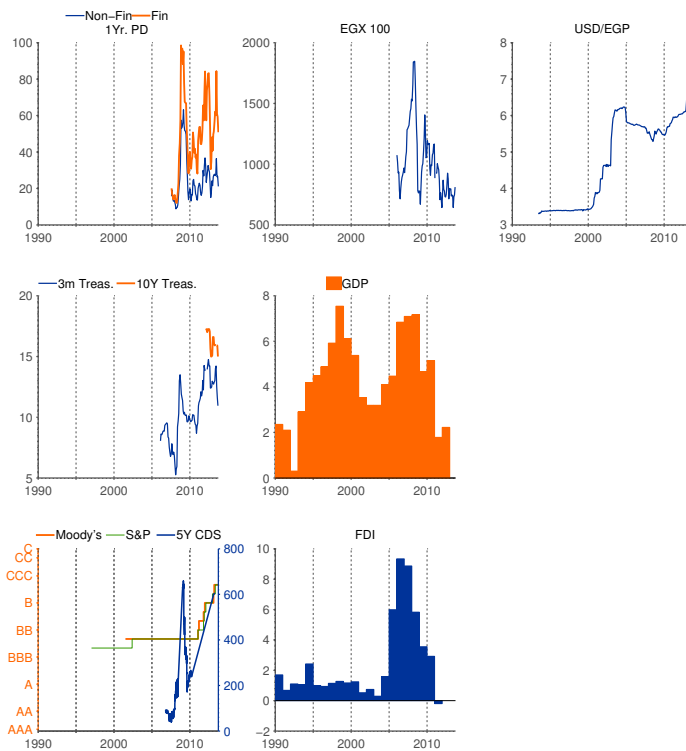 Non−Fin Fin
1Yr. PD
100
80
60
40
20
0
1990 2000 2010
EGX 100
2000
1500
1000
500
1990 2000 2010
USD/EGP
8
7
6
5
4
3
1990 2000 2010
3m Treas. 10Y Treas.
20
15
10
5
1990 2000 2010
GDP
8
6
4
2
0
1990 2000 2010
Moody's S&P 5Y CDS
C
CC
CCC
B
BB
BBB
A
AA
AAA
800
600
400
200
0
1990 2000 2010
FDI
10
8
6
4
2
0
−2
1990 2000 2010